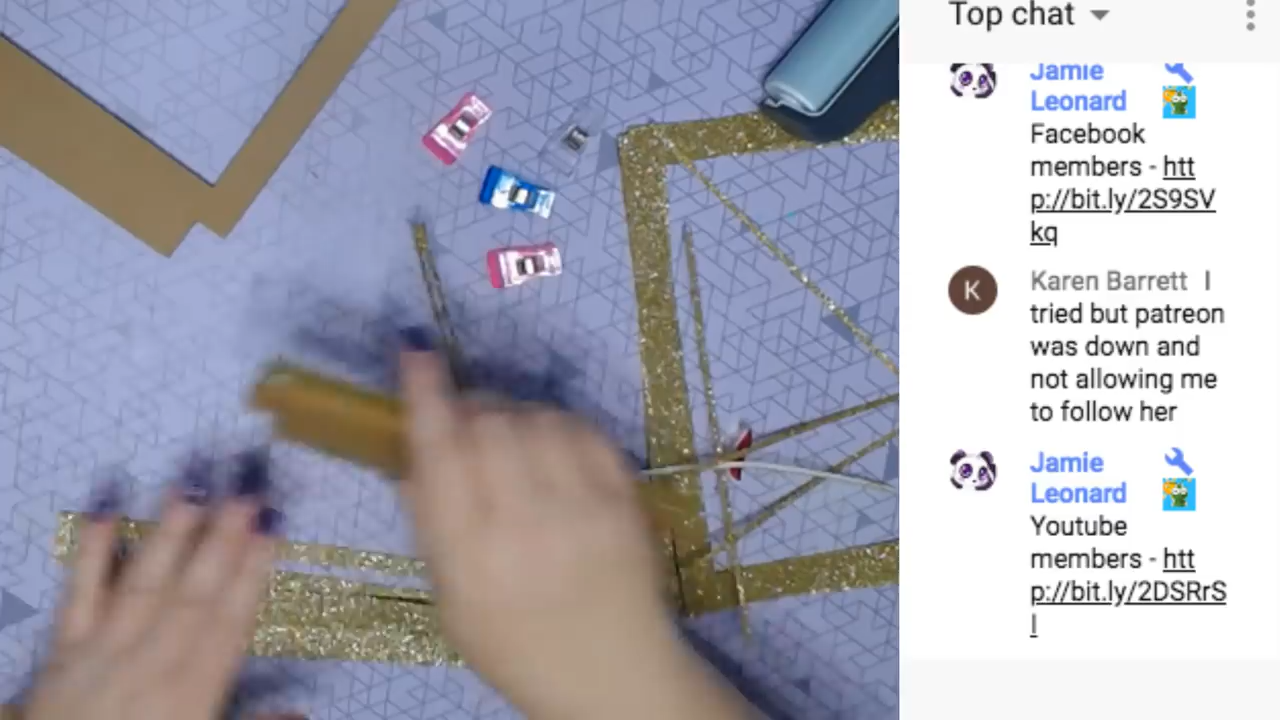 Top chat
Jamie
Leonard
Facebook
members - htt
p://bit.ly/2S9SV
kq
K
Karen Barrett I
tried but patreon
was down and
not allowing me
to follow her
Jamie
Leonard
Youtube
members - htt
p://bit.ly/2DSRrS
l